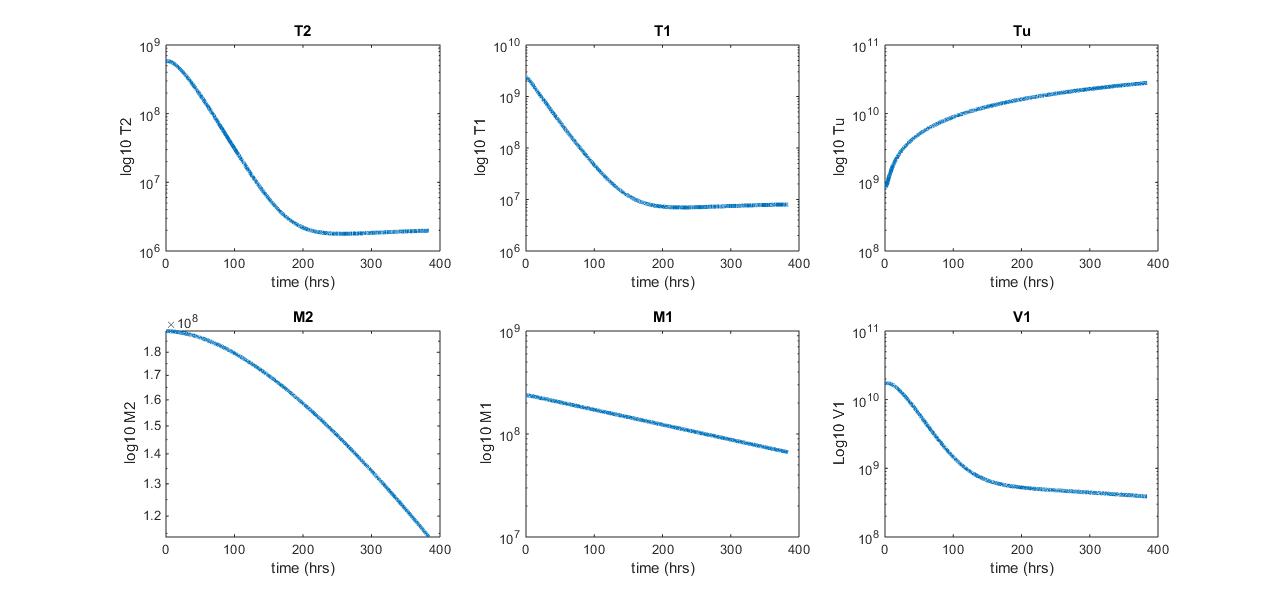 T2
10^9
10^8
10^7
10^6
log10 T2
0 100 200 300 400
time (hrs)
T1
10^10
10^9
10^8
10^7
10^6
log10 T1
0 100 200 300 400
time (hrs)
Tu
10^11
10^10
10^9
10^8
log10 Tu
0 100 200 300 400
time (hrs)
M2
×10^8
1.8
1.7
1.6
1.5
1.4
1.3
1.2
log10 M2
0 100 200 300 400
time (hrs)
M1
10^9
10^8
10^7
log10 M1
0 100 200 300 400
time (hrs)
V1
10^11
10^10
10^9
10^8
Log10 V1
0 100 200 300 400
time (hrs)